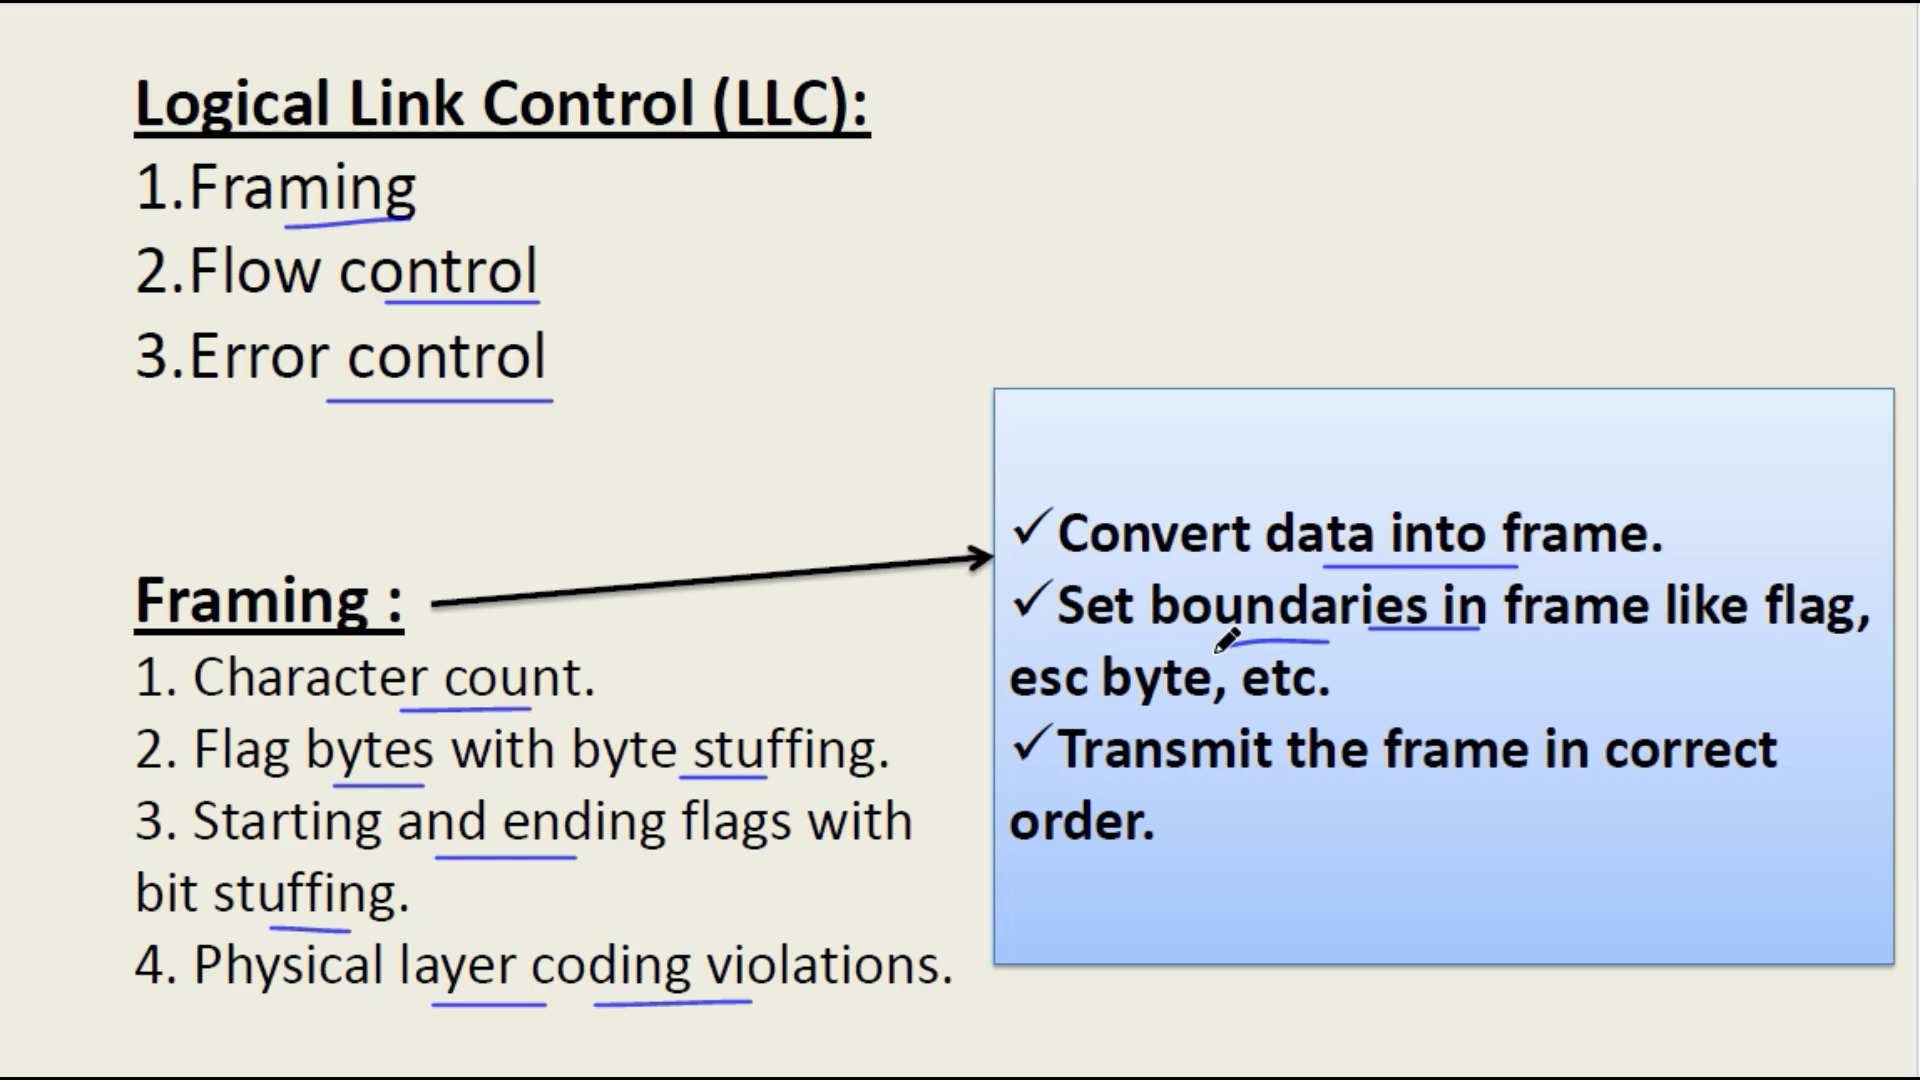 Logical Link Control (LLC):
1.Framing
2.Flow control
3.Error control
Framing :
1. Character count.
2. Flag bytes with byte stuffing.
3. Starting and ending flags with
bit stuffing.
4. Physical layer coding violations.
✓Convert data into frame.
✓Set boundaries in frame like flag,
esc byte, etc.
✓Transmit the frame in correct
order.